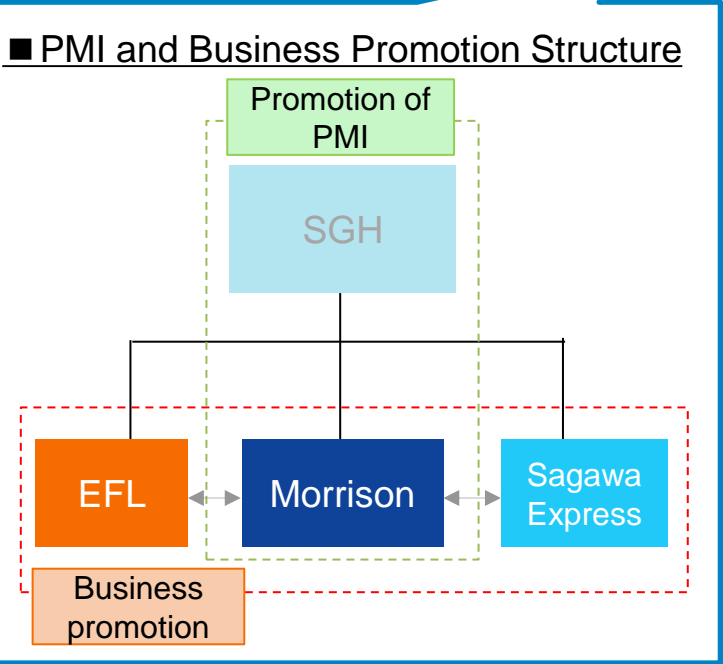 ■ PMI and Business Promotion Structure
Promotion of
PMI
SGH
EFL
Morrison
Sagawa
Express
Business
promotion